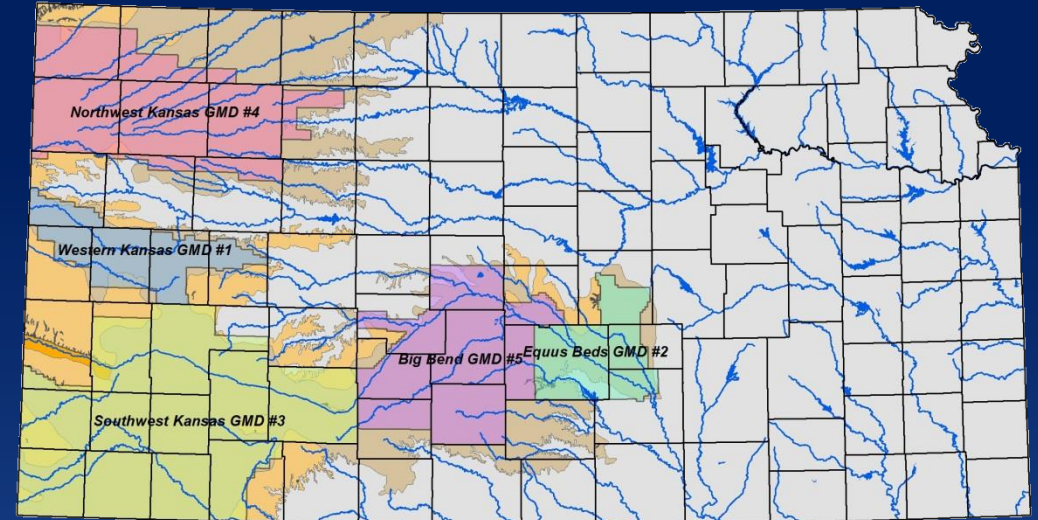 Northwest Kansas GMD #4
Western Kansas GMD #1
Big Bend GMD #5
Equus Beds GMD #2
Southwest Kansas GMD #3